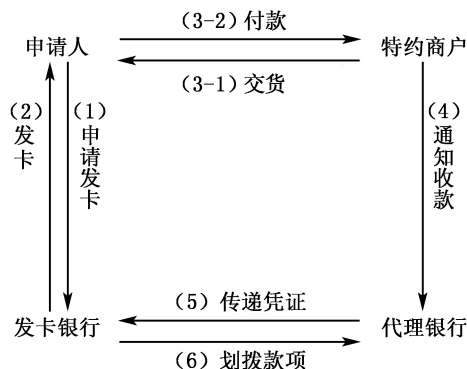 (3-2)付款
申请人
特约商户
(3-1)交货
(2)发卡
(1)申请发卡
(4)通知收款
(5)传递凭证
发卡银行
代理银行
(6)划拨款项